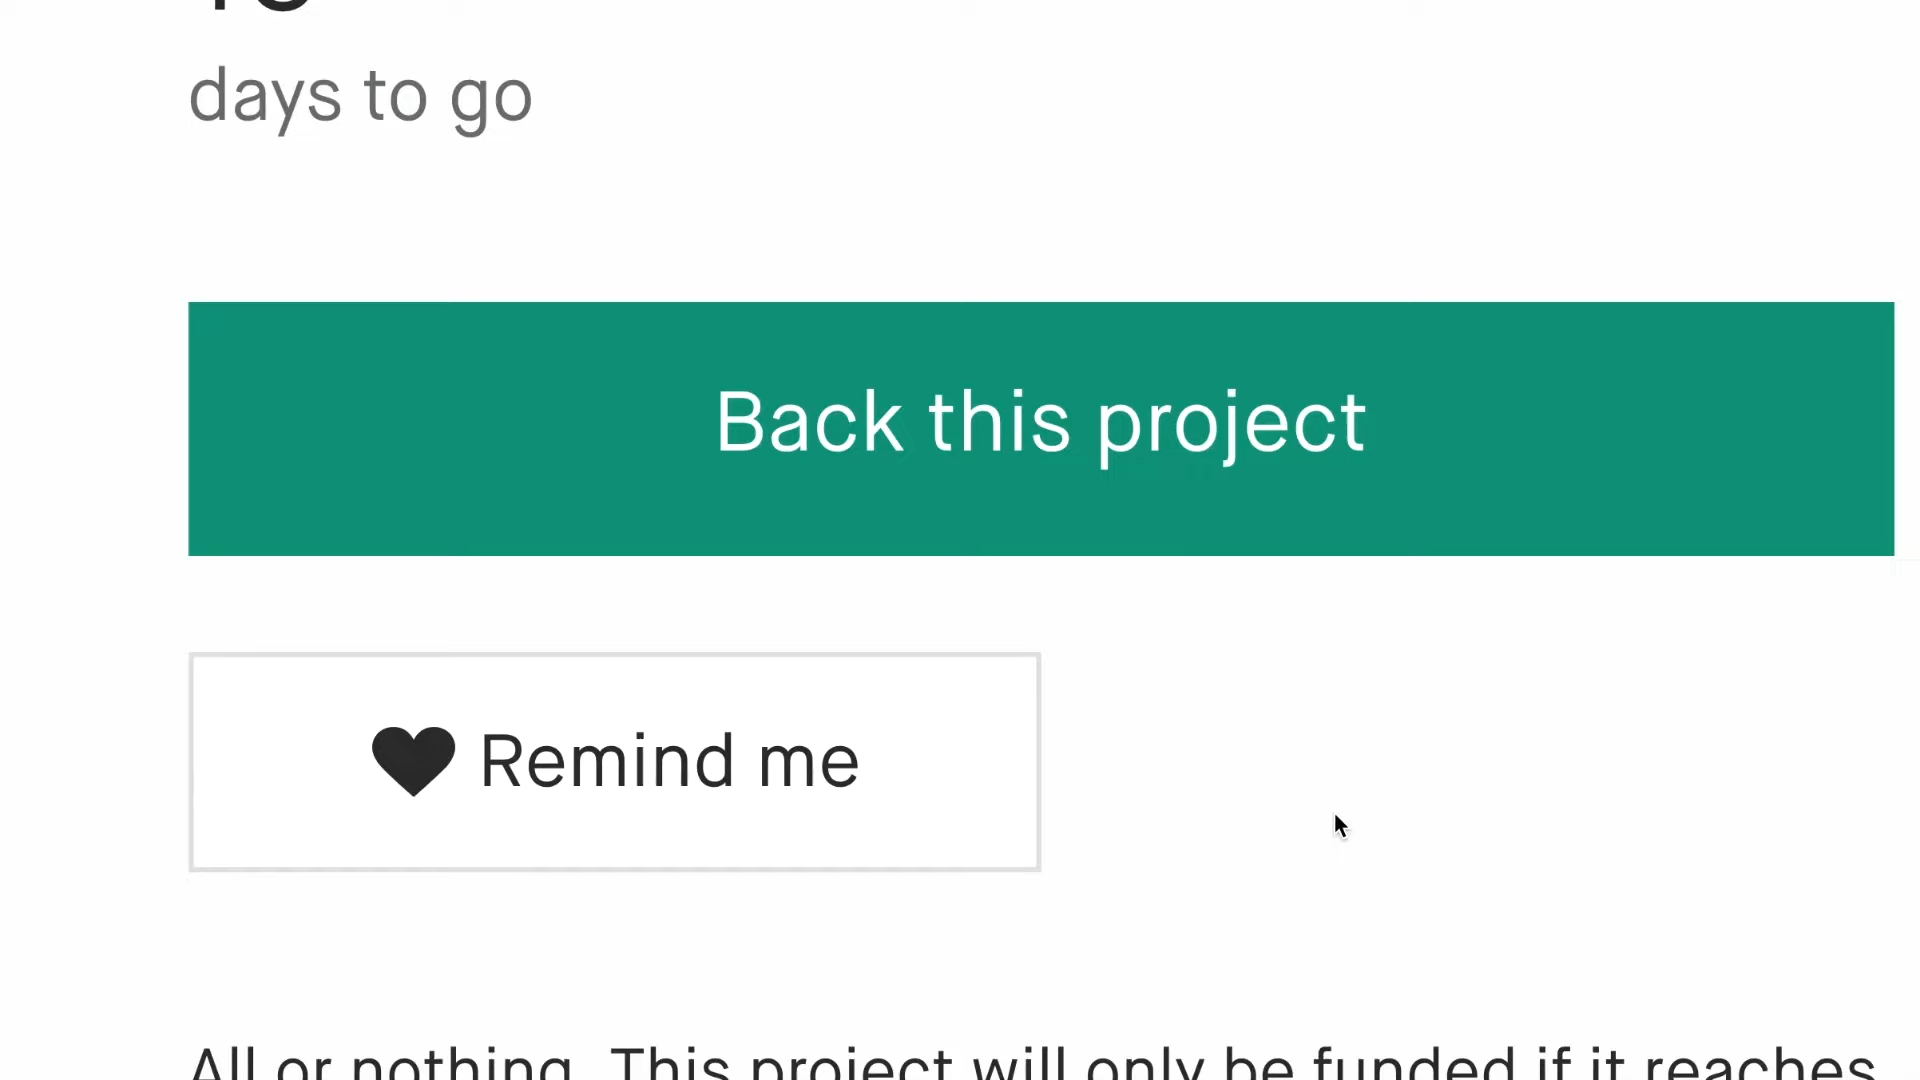 days to go
Back this project
Remind me
All or nothing. This project will only be funded if it reaches